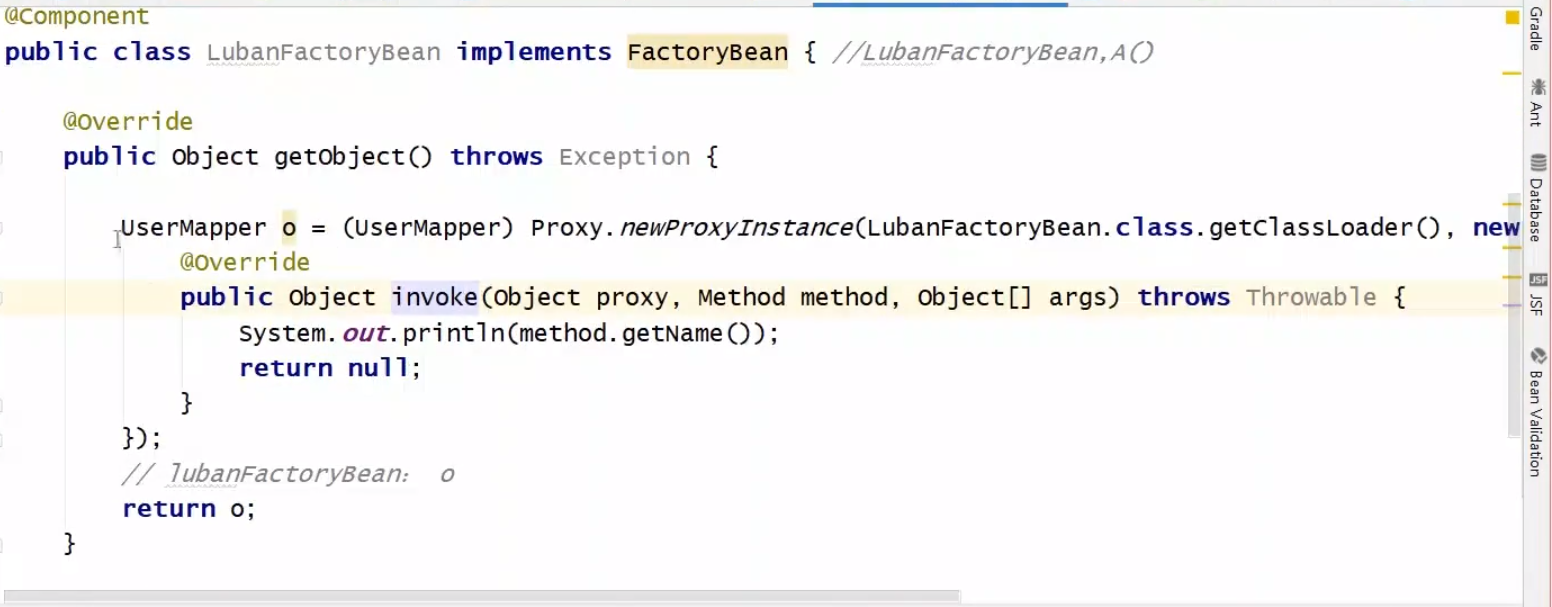 @Component
public class LubanFactoryBean implements FactoryBean { //LubanFactoryBean,A()
@Override
public Object getObject() throws Exception {
UserMapper o = (UserMapper) Proxy.newProxyInstance(LubanFactoryBean.class.getClassLoader(), new
@Override
public Object invoke(Object proxy, Method method, Object[] args) throws Throwable {
System.out.println(method.getName());
return null;
}
});
// lubanFactoryBean： o
return o;
}
Gradle
Ant
Database
JSF
JSF
Bean Validation